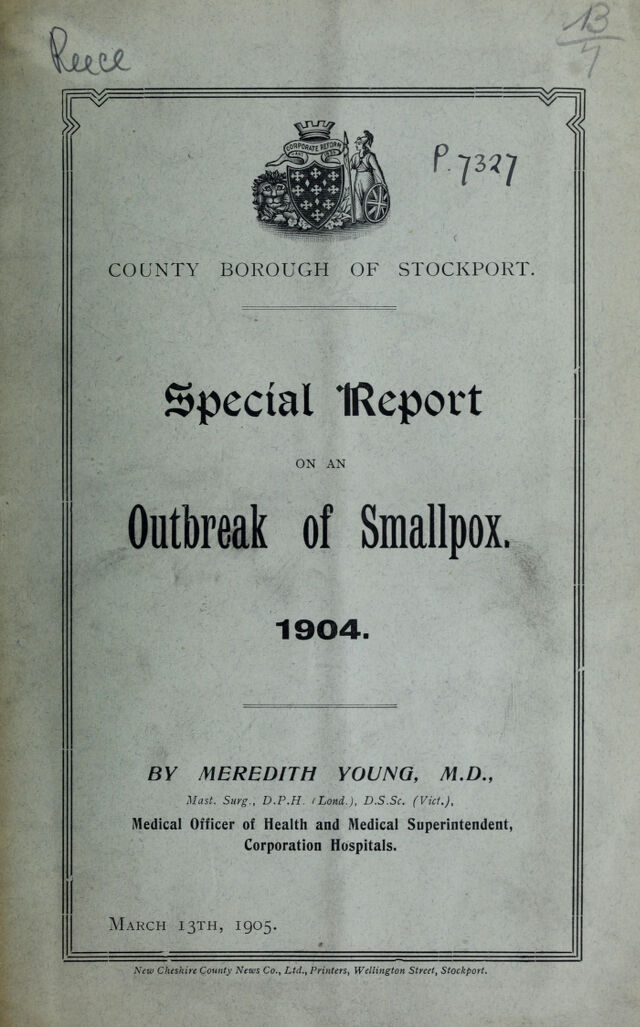 Reece
B
4
CORPORATE REFORM
P. 7327
COUNTY BOROUGH OF STOCKPORT.
Special Report
ON AN
Outbreak of Smallpox.
1904.
BY MEREDITH YOUNG, M.D.,
Mast. Surg., D.P.H. (Lond.), D.S.Sc. (Vict.),
Medical Officer of Health and Medical Superintendent,
Corporation Hospitals.
MARCH 13TH, 1905.
New Cheshire County News Co., Ltd., Printers, Wellington Street, Stockport.